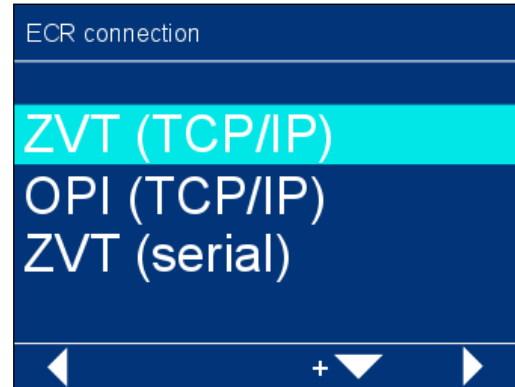 ECR connection
ZVT (TCP/IP)
OPI (TCP/IP)
ZVT (serial)
+